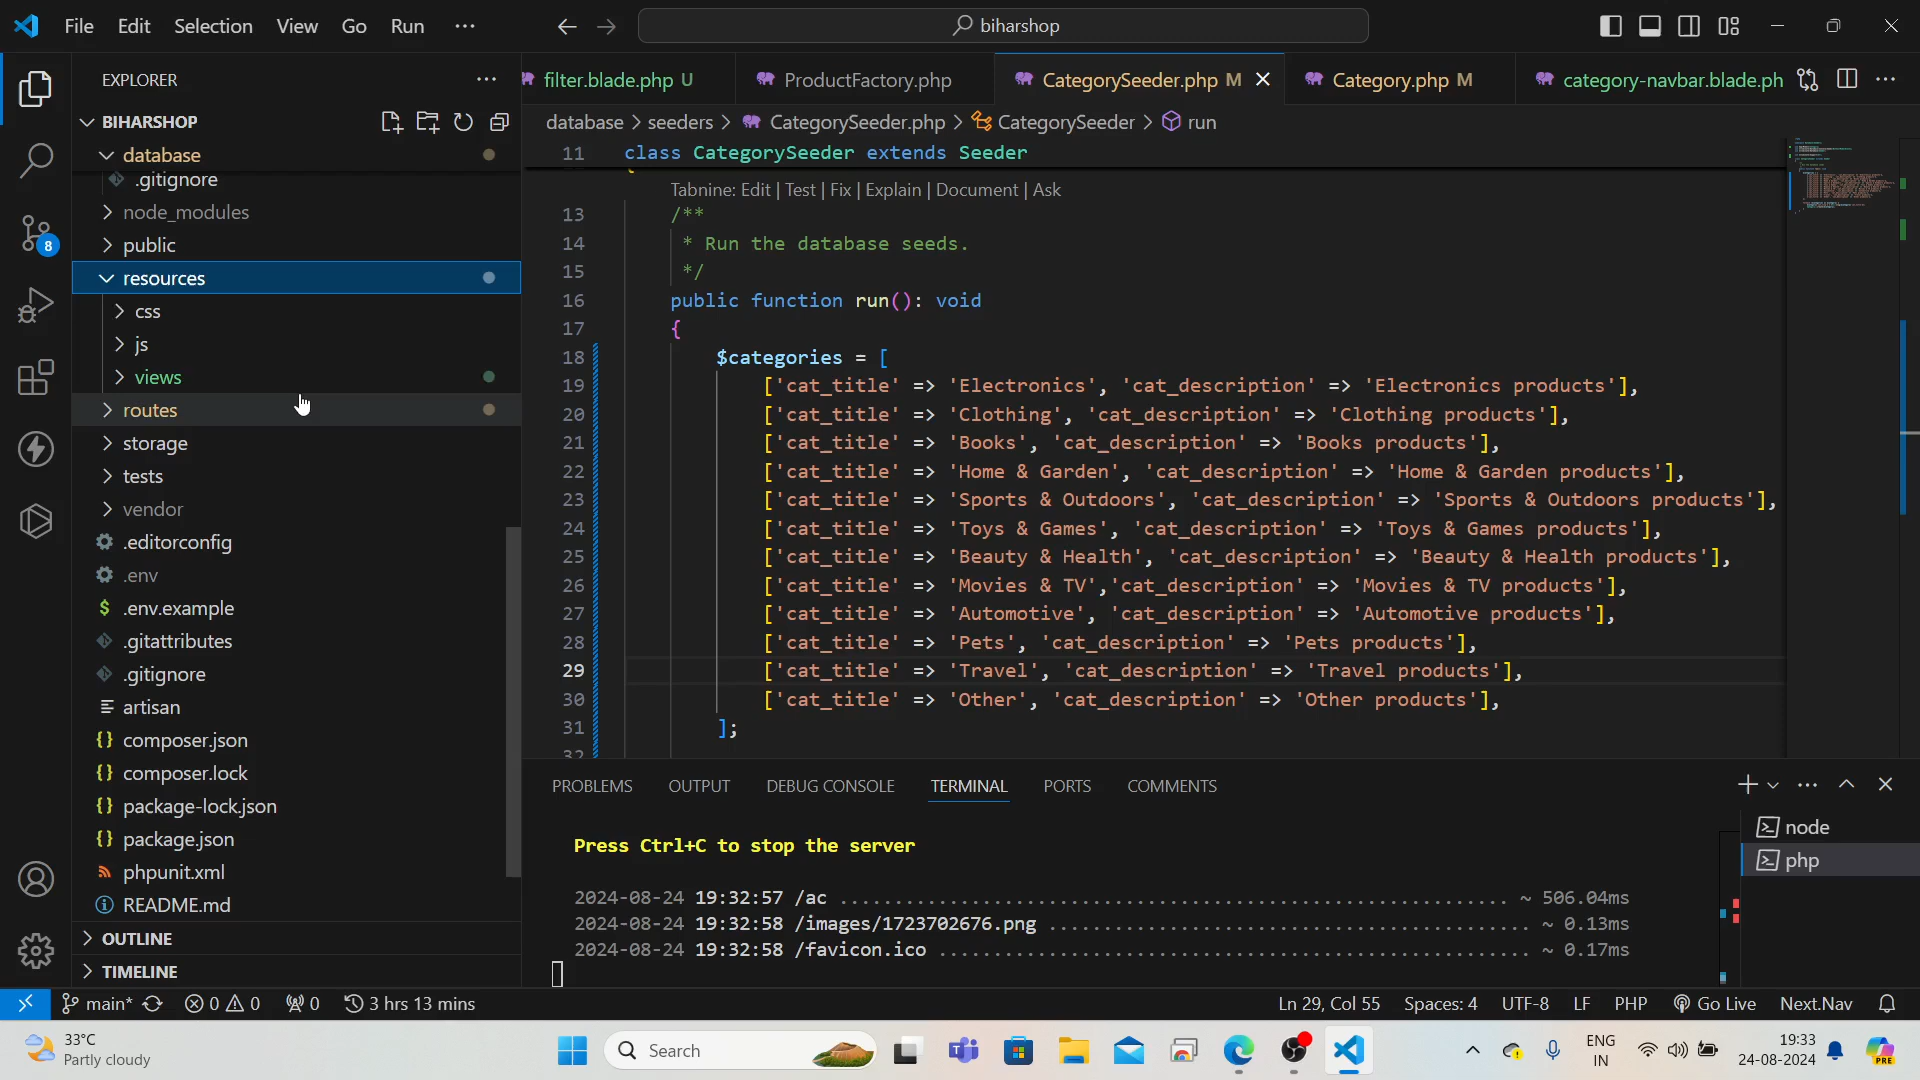 File Edit Selection View Go Run ···
biharshop
EXPLORER
BIHARSHOP
database
.gitignore
node_modules
public
resources
css
js
views
routes
storage
tests
vendor
.editorconfig
.env
.env.example
.gitattributes
.gitignore
artisan
composer.json
composer.lock
package-lock.json
package.json
phpunit.xml
README.md
OUTLINE
TIMELINE
8
filter.blade.php U
ProductFactory.php
CategorySeeder.php M
Category.php M
category-navbar.blade.ph
database > seeders > CategorySeeder.php > CategorySeeder > run
11 class CategorySeeder extends Seeder
Tabnine: Edit | Test | Fix | Explain | Document | Ask
13 /**
14 * Run the database seeds.
15 */
16 public function run(): void
17 {
18 $categories = [
19 ['cat_title' => 'Electronics', 'cat_description' => 'Electronics products'],
20 ['cat_title' => 'Clothing', 'cat_description' => 'Clothing products'],
21 ['cat_title' => 'Books', 'cat_description' => 'Books products'],
22 ['cat_title' => 'Home & Garden', 'cat_description' => 'Home & Garden products'],
23 ['cat_title' => 'Sports & Outdoors', 'cat_description' => 'Sports & Outdoors products'],
24 ['cat_title' => 'Toys & Games', 'cat_description' => 'Toys & Games products'],
25 ['cat_title' => 'Beauty & Health', 'cat_description' => 'Beauty & Health products'],
26 ['cat_title' => 'Movies & TV','cat_description' => 'Movies & TV products'],
27 ['cat_title' => 'Automotive', 'cat_description' => 'Automotive products'],
28 ['cat_title' => 'Pets', 'cat_description' => 'Pets products'],
29 ['cat_title' => 'Travel', 'cat_description' => 'Travel products'],
30 ['cat_title' => 'Other', 'cat_description' => 'Other products'],
31 ];
32
PROBLEMS OUTPUT DEBUG CONSOLE TERMINAL PORTS COMMENTS
Press Ctrl+C to stop the server
2024-08-24 19:32:57 /ac ~ 506.04ms
2024-08-24 19:32:58 /images/1723702676.png ~ 0.13ms
2024-08-24 19:32:58 /favicon.ico ~ 0.17ms
node
php
main* 0 0 0 3 hrs 13 mins
Ln 29, Col 55 Spaces: 4 UTF-8 LF PHP Go Live Next.Nav
33°C
Partly cloudy
Search
ENG
IN
19:33
24-08-2024
PRE